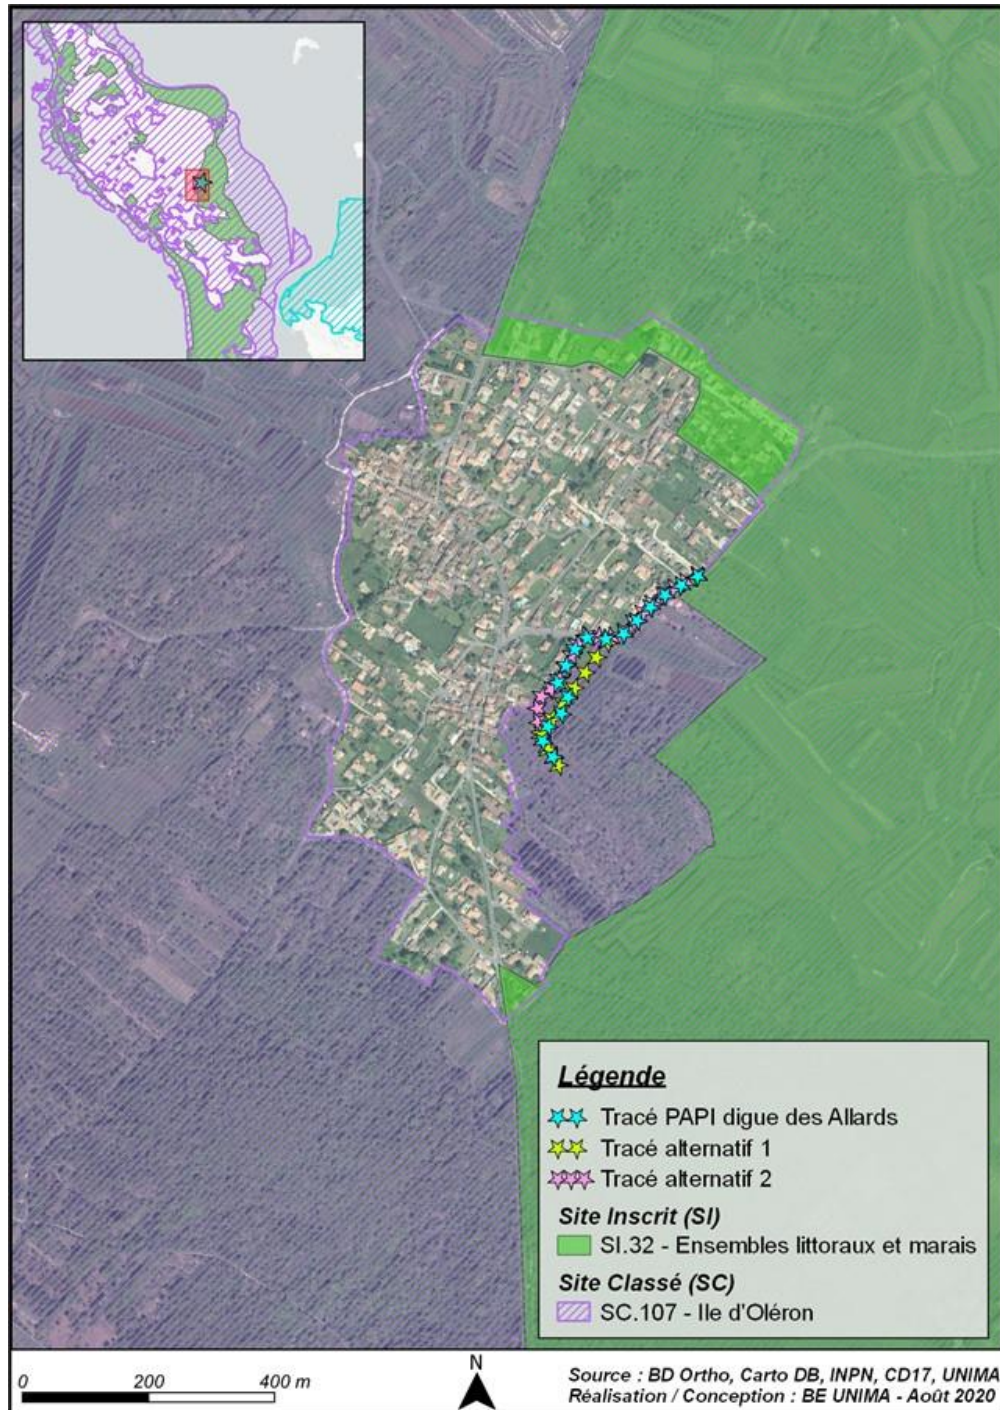 Légende
Tracé PAPI digue des Allards
Tracé alternatif 1
Tracé alternatif 2
Site Inscrit (SI)
SI.32 - Ensembles littoraux et marais
Site Classé (SC)
SC.107 - Ile d'Oléron
0 200 400 m
N
Source : BD Ortho, Carto DB, INPN, CD17, UNIMA
Réalisation / Conception : BE UNIMA - Août 2020